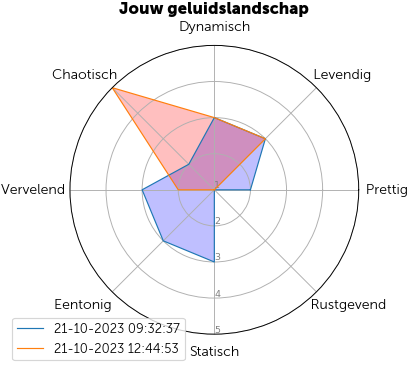 Jouw geluidslandschap
Dynamisch
Chaotisch
Levendig
Vervelend
1
Prettig
2
3
4
Eentonig
Rustgevend
5
21-10-2023 09:32:37
21-10-2023 12:44:53
Statisch